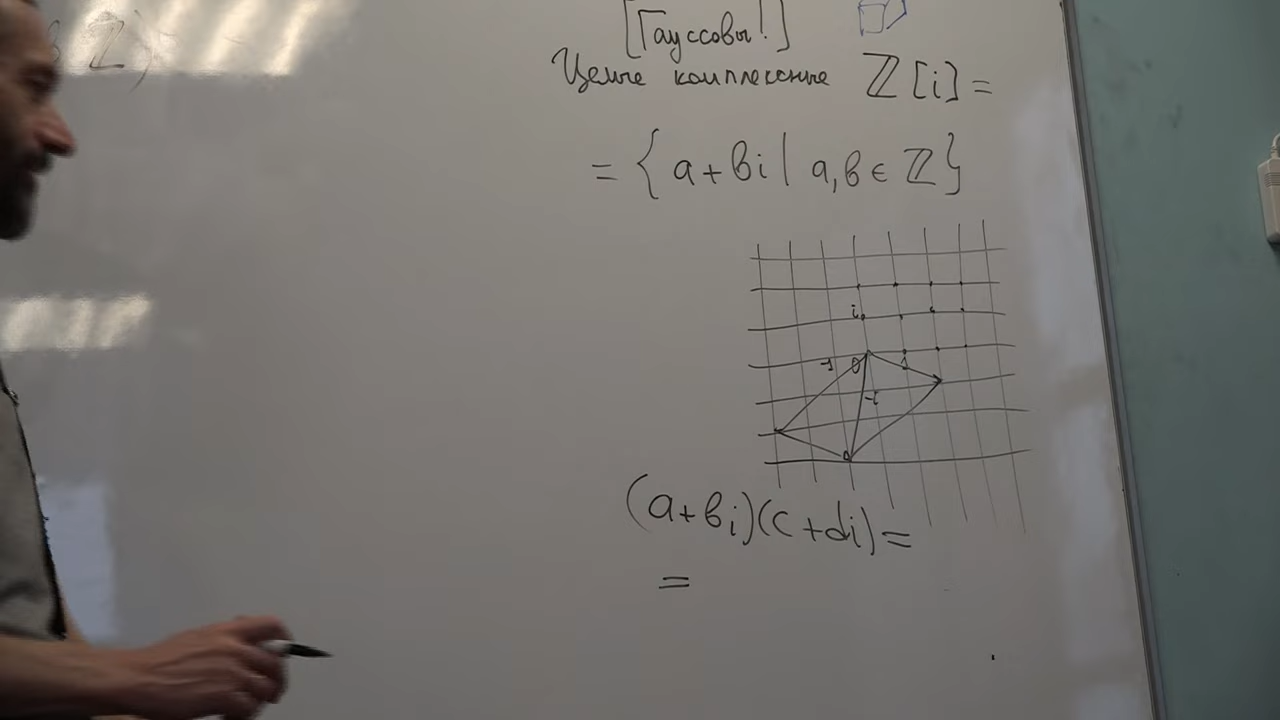 [Гауссовы!]
Целые комплексные ℤ[i] =
= { a + bi | a, b ∈ ℤ }
i
-1 0 1
-i
(a+bi)(c+di) =
=